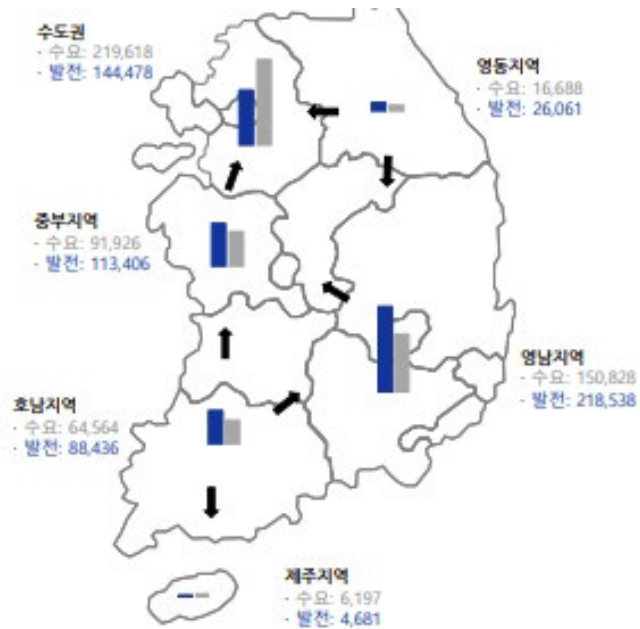 수도권
- 수요: 219,618
- 발전: 144,478
영동지역
- 수요: 16,688
- 발전: 26,061
중부지역
- 수요: 91,926
- 발전: 113,406
영남지역
- 수요: 150,828
- 발전: 218,538
호남지역
- 수요: 64,564
- 발전: 88,436
제주지역
- 수요: 6,197
- 발전: 4,681